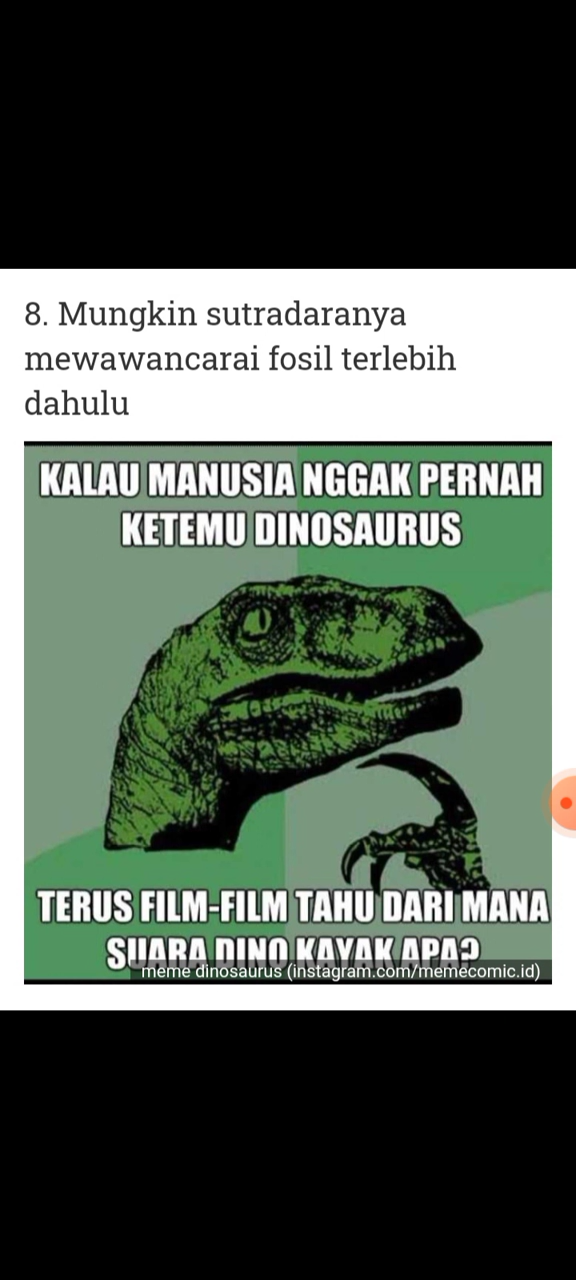 8. Mungkin sutradaranya
mewawancarai fosil terlebih
dahulu
KALAU MANUSIA NGGAK PERNAH
KETEMU DINOSAURUS
TERUS FILM-FILM TAHU DARI MANA
SUARA DINO KAYAK APA?
meme dinosaurus (instagram.com/memecomic.id)